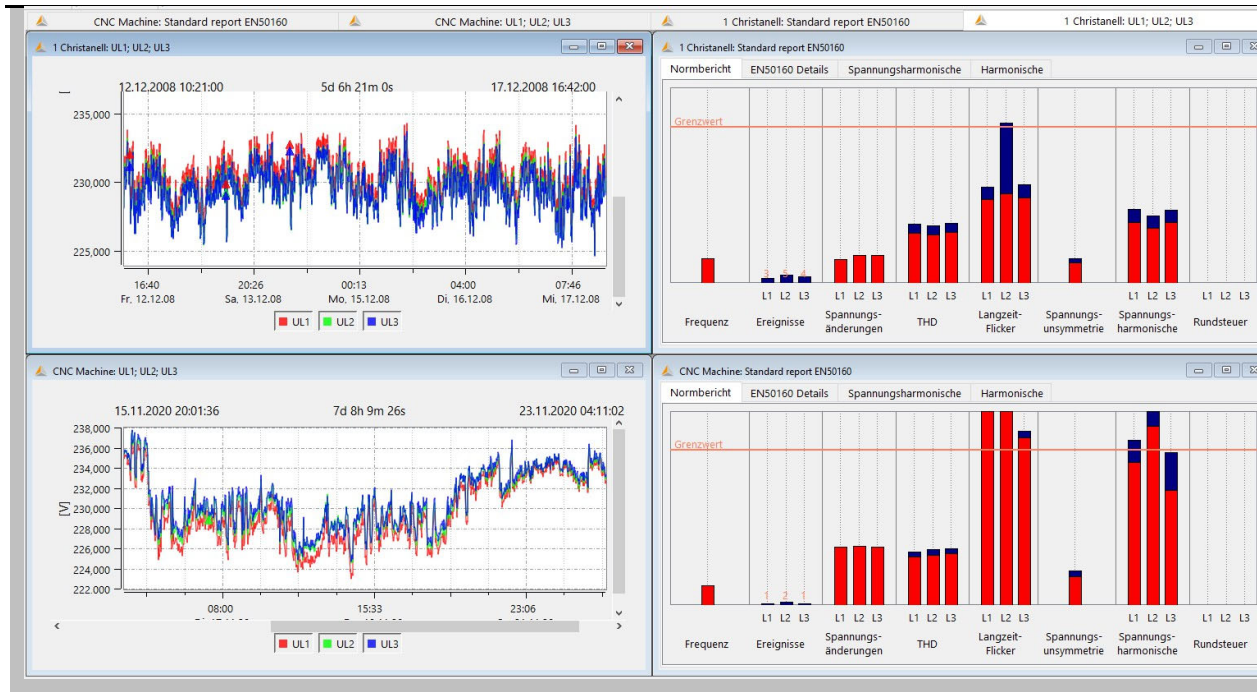 CNC Machine: Standard report EN50160
CNC Machine: UL1; UL2; UL3
1 Christanell: Standard report EN50160
1 Christanell: UL1; UL2; UL3
1 Christanell: UL1; UL2; UL3
12.12.2008 10:21:00 5d 6h 21m 0s 17.12.2008 16:42:00
235,000
230,000
225,000
16:40 20:26 00:13 04:00 07:46
Fr, 12.12.08 Sa, 13.12.08 Mo, 15.12.08 Di, 16.12.08 Mi, 17.12.08
UL1 UL2 UL3
1 Christanell: Standard report EN50160
Normbericht EN50160 Details Spannungsharmonische Harmonische
Grenzwert
3 5 4
L1 L2 L3 L1 L2 L3 L1 L2 L3 L1 L2 L3 L1 L2 L3 L1 L2 L3
Frequenz Ereignisse Spannungs- THD Langzeit- Spannungs- Spannungs- Rundsteuer
änderungen Flicker unsymmetrie harmonische
CNC Machine: UL1; UL2; UL3
15.11.2020 20:01:36 7d 8h 9m 26s 23.11.2020 04:11:02
[V]
238,000
236,000
234,000
232,000
230,000
228,000
226,000
224,000
222,000
08:00 15:33 23:06
UL1 UL2 UL3
CNC Machine: Standard report EN50160
Normbericht EN50160 Details Spannungsharmonische Harmonische
Grenzwert
1 2 1
L1 L2 L3 L1 L2 L3 L1 L2 L3 L1 L2 L3 L1 L2 L3 L1 L2 L3
Frequenz Ereignisse Spannungs- THD Langzeit- Spannungs- Spannungs- Rundsteuer
änderungen Flicker unsymmetrie harmonische